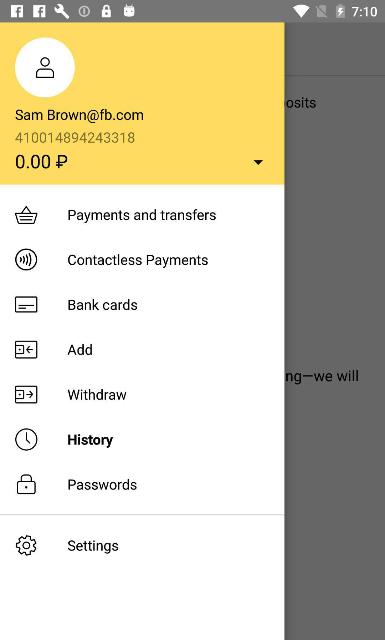 7:10
Sam Brown@fb.com
410014894243318
0.00 ₽
posits
Payments and transfers
Contactless Payments
Bank cards
Add
ng—we will
Withdraw
History
Passwords
Settings